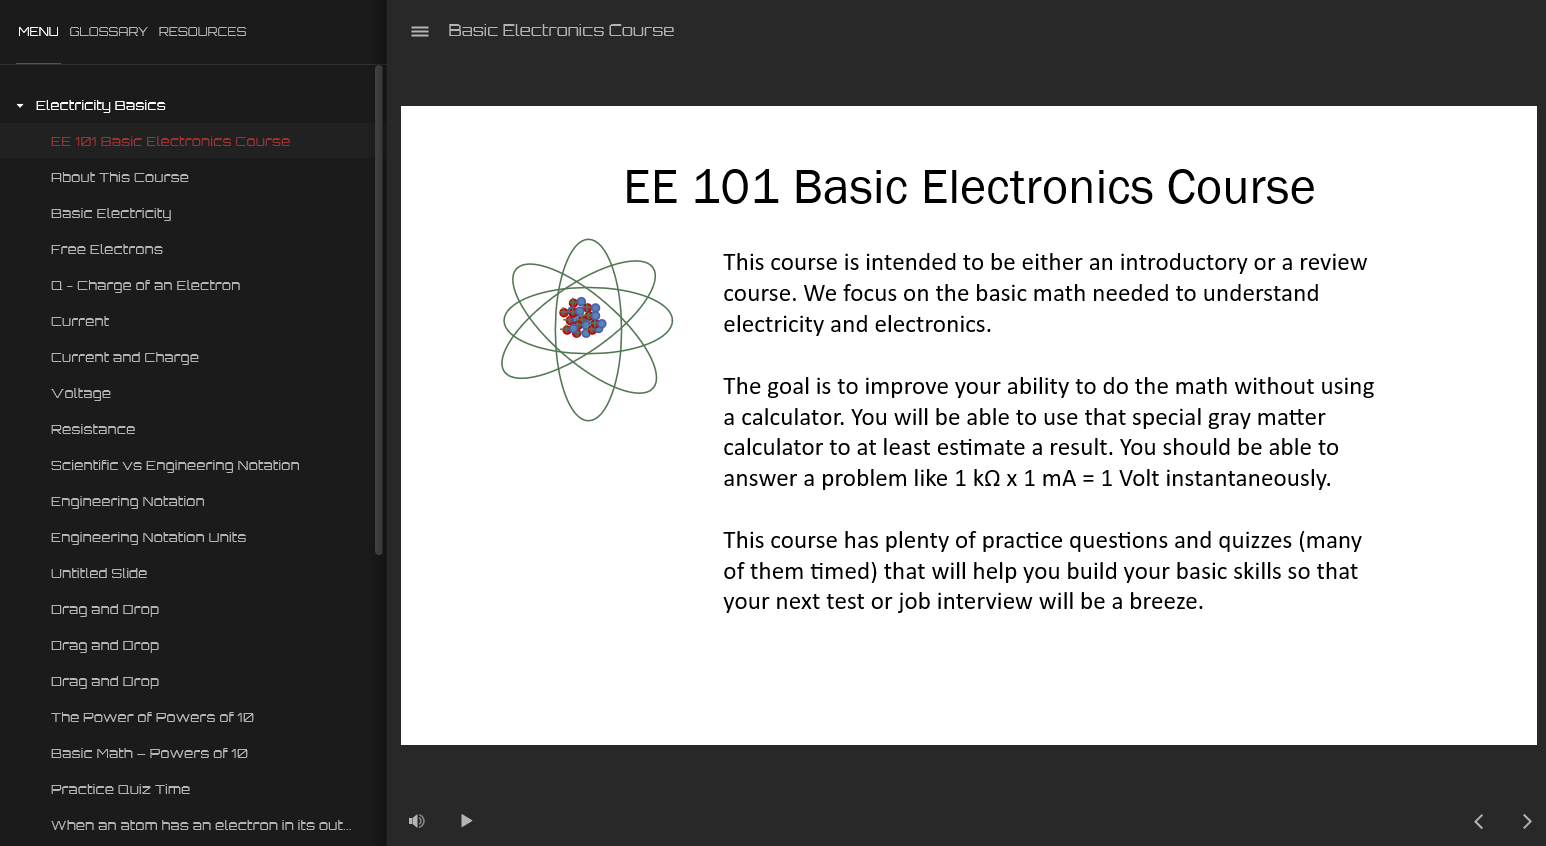 MENU GLOSSARY RESOURCES
Electricity Basics
EE 101 Basic Electronics Course
About This Course
Basic Electricity
Free Electrons
Q - Charge of an Electron
Current
Current and Charge
Voltage
Resistance
Scientific vs Engineering Notation
Engineering Notation
Engineering Notation Units
Untitled Slide
Drag and Drop
Drag and Drop
Drag and Drop
The Power of Powers of 10
Basic Math – Powers of 10
Practice Quiz Time
When an atom has an electron in its out...
Basic Electronics Course
EE 101 Basic Electronics Course
This course is intended to be either an introductory or a review
course. We focus on the basic math needed to understand
electricity and electronics.
The goal is to improve your ability to do the math without using
a calculator. You will be able to use that special gray matter
calculator to at least estimate a result. You should be able to
answer a problem like 1 kΩ x 1 mA = 1 Volt instantaneously.
This course has plenty of practice questions and quizzes (many
of them timed) that will help you build your basic skills so that
your next test or job interview will be a breeze.